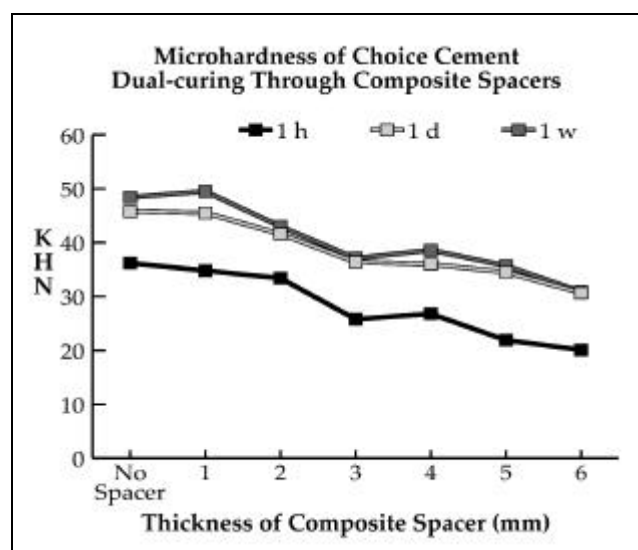 Microhardness of Choice Cement
Dual-curing Through Composite Spacers
60
1 h
1 d
1 w
50
40
KHN
30
20
10
0
No Spacer
1
2
3
4
5
6
Thickness of Composite Spacer (mm)